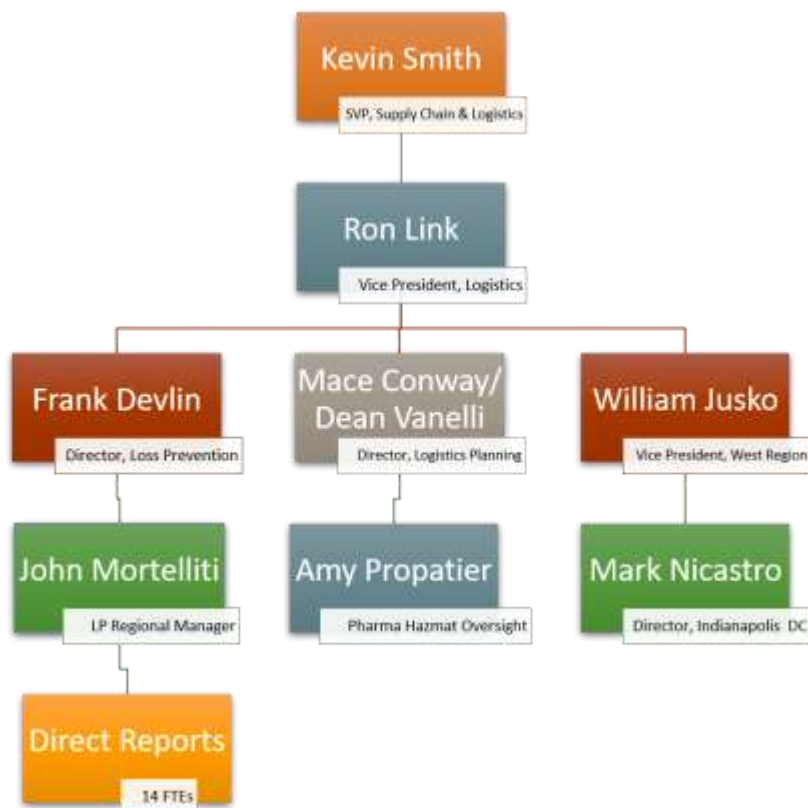 Kevin Smith
SVP, Supply Chain & Logistics
Ron Link
Vice President, Logistics
Frank Devlin
Director, Loss Prevention
Mace Conway/
Dean Vanelli
Director, Logistics Planning
William Jusko
Vice President, West Region
John Mortelliti
LP Regional Manager
Amy Propatier
Pharma Hazmat Oversight
Mark Nicastro
Director, Indianapolis DC
Direct Reports
14 FTEs